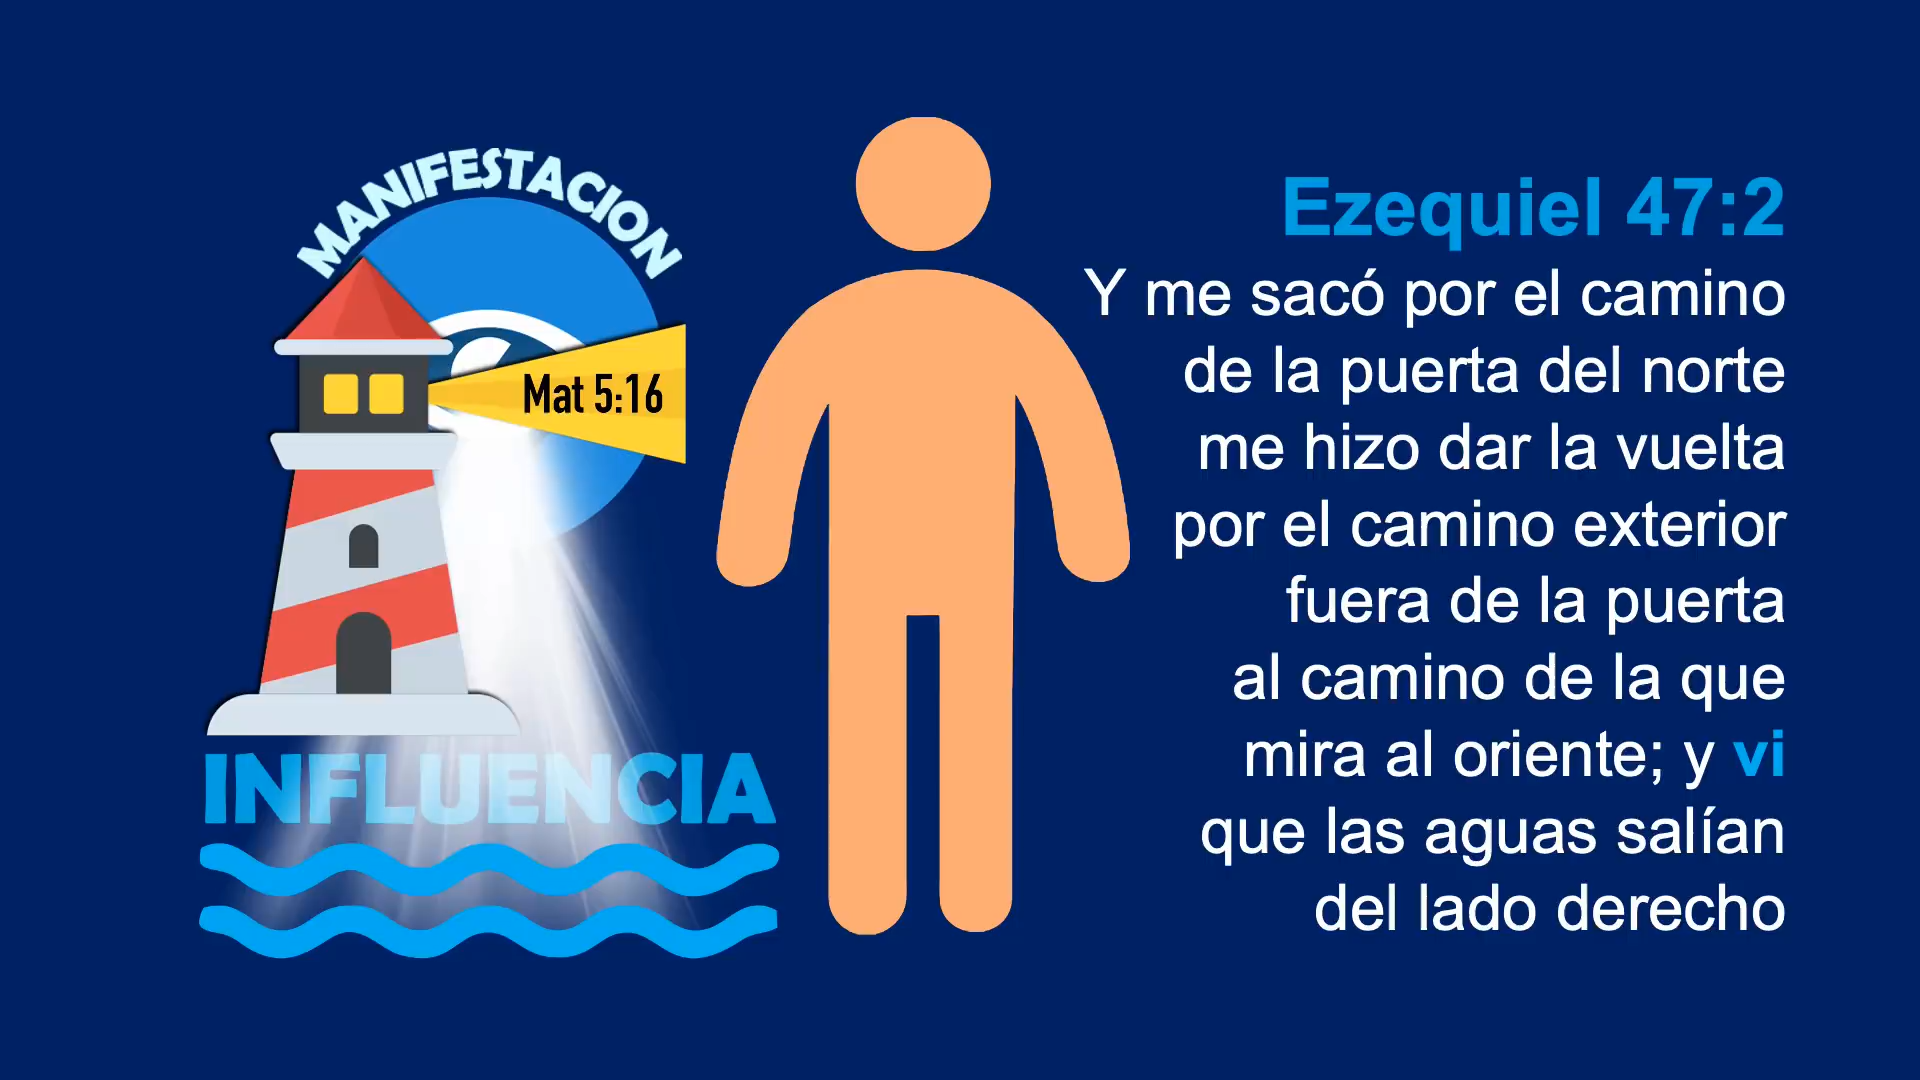 MANIFESTACION
Mat 5:16
INFLUENCIA
Ezequiel 47:2
Y me sacó por el camino
de la puerta del norte
me hizo dar la vuelta
por el camino exterior
fuera de la puerta
al camino de la que
mira al oriente; y vi
que las aguas salían
del lado derecho